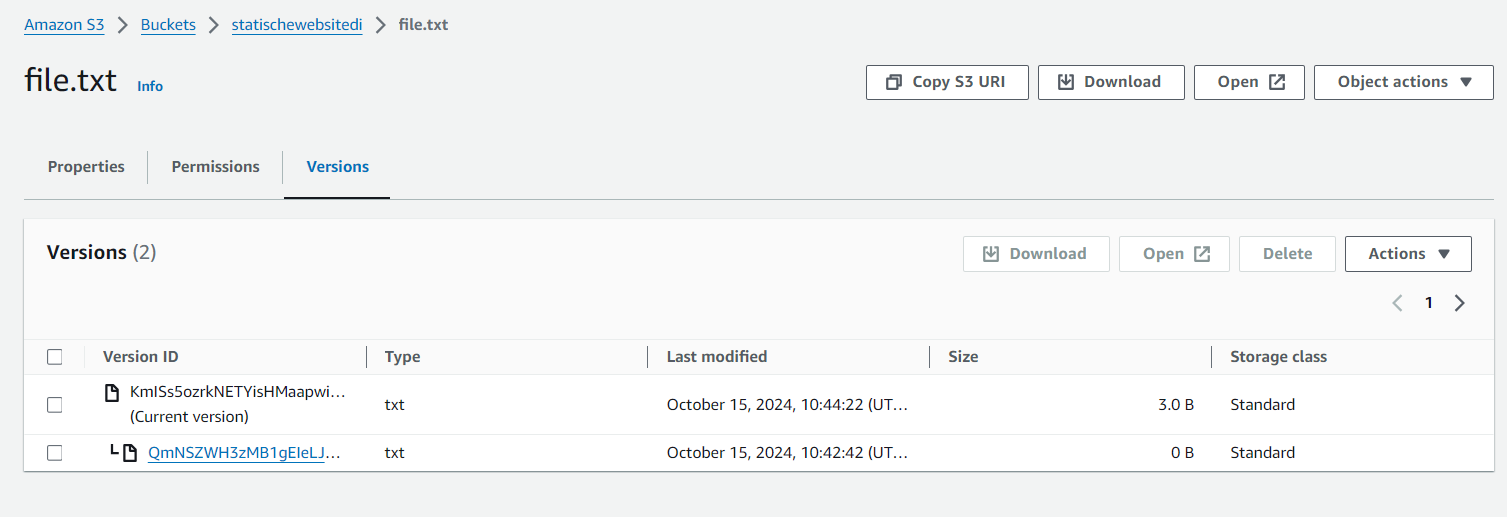 Amazon S3 > Buckets > statischewebsitedi > file.txt
file.txt Info
Copy S3 URI Download Open Object actions
Properties Permissions Versions
Versions (2)
Download Open Delete Actions
1
Version ID Type Last modified Size Storage class
KmISs5ozrkNETYisHMaapwi...
(Current version)
txt October 15, 2024, 10:44:22 (UT... 3.0 B Standard
QmNSZWH3zMB1gEIeLJ... txt October 15, 2024, 10:42:42 (UT... 0 B Standard